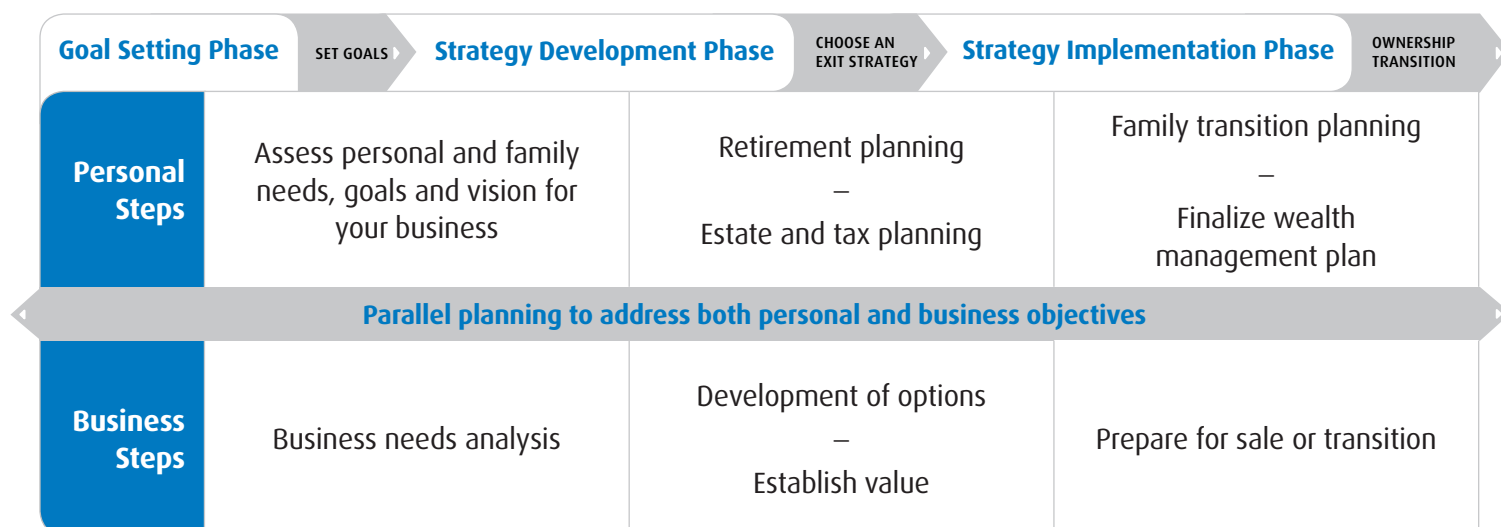 Goal Setting Phase
SET GOALS
Strategy Development Phase
CHOOSE AN
EXIT STRATEGY
Strategy Implementation Phase
OWNERSHIP
TRANSITION
Personal
Steps
Assess personal and family
needs, goals and vision for
your business
Retirement planning
–
Estate and tax planning
Family transition planning
–
Finalize wealth
management plan
Parallel planning to address both personal and business objectives
Business
Steps
Business needs analysis
Development of options
–
Establish value
Prepare for sale or transition